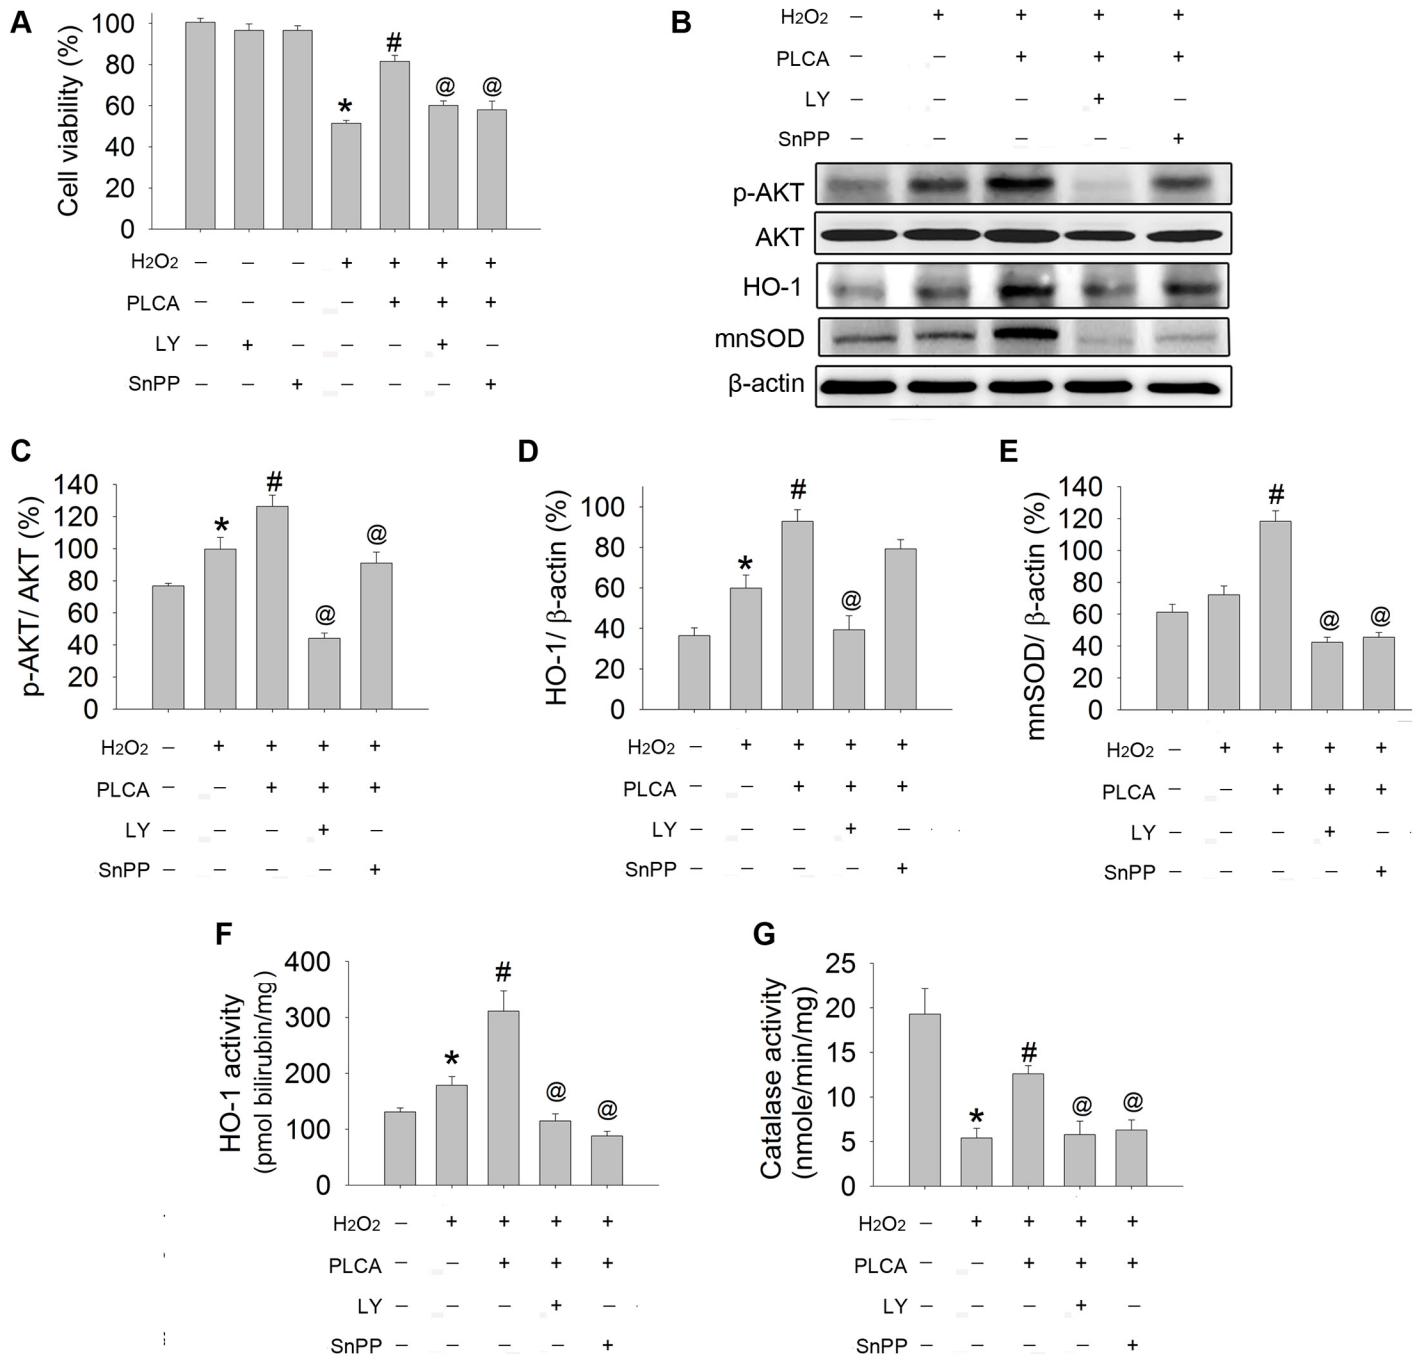 A
Cell viability (%)
100
80
60
40
20
0
*
#
@
@
H2O2 – – – + + + +
PLCA – – – – + + +
LY – + – – – + –
SnPP – – + – – – +
B
H2O2 – + + + +
PLCA – – + + +
LY – – – + –
SnPP – – – – +
p-AKT
AKT
HO-1
mnSOD
β-actin
C
p-AKT/ AKT (%)
140
120
100
80
60
40
20
0
*
#
@
@
H2O2 – + + + +
PLCA – – + + +
LY – – – + –
SnPP – – – – +
D
HO-1/ β-actin (%)
100
80
60
40
20
0
*
#
@
H2O2 – + + + +
PLCA – – + + +
LY – – – + –
SnPP – – – – +
E
mnSOD/ β-actin (%)
140
120
100
80
60
40
20
0
#
@
@
H2O2 – + + + +
PLCA – – + + +
LY – – – + –
SnPP – – – – +
F
HO-1 activity
(pmol bilirubin/mg)
400
300
200
100
0
*
#
@
@
H2O2 – + + + +
PLCA – – + + +
LY – – – + –
SnPP – – – – +
G
Catalase activity
(nmole/min/mg)
25
20
15
10
5
0
*
#
@
@
H2O2 – + + + +
PLCA – – + + +
LY – – – + –
SnPP – – – – +